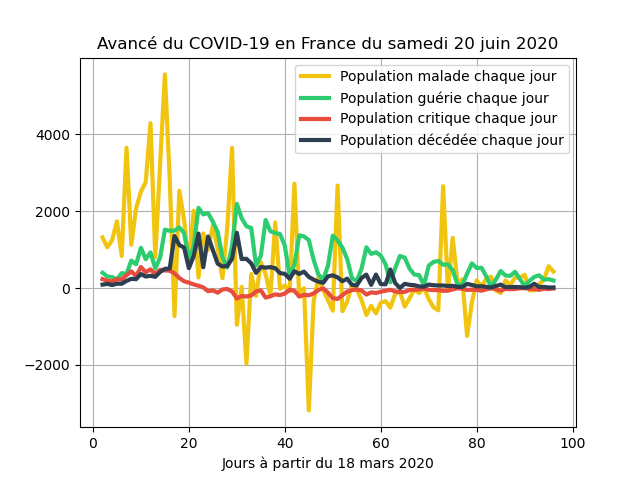 Avancé du COVID-19 en France du samedi 20 juin 2020
Population malade chaque jour
Population guérie chaque jour
Population critique chaque jour
Population décédée chaque jour
4000
2000
0
−2000
0 20 40 60 80 100
Jours à partir du 18 mars 2020